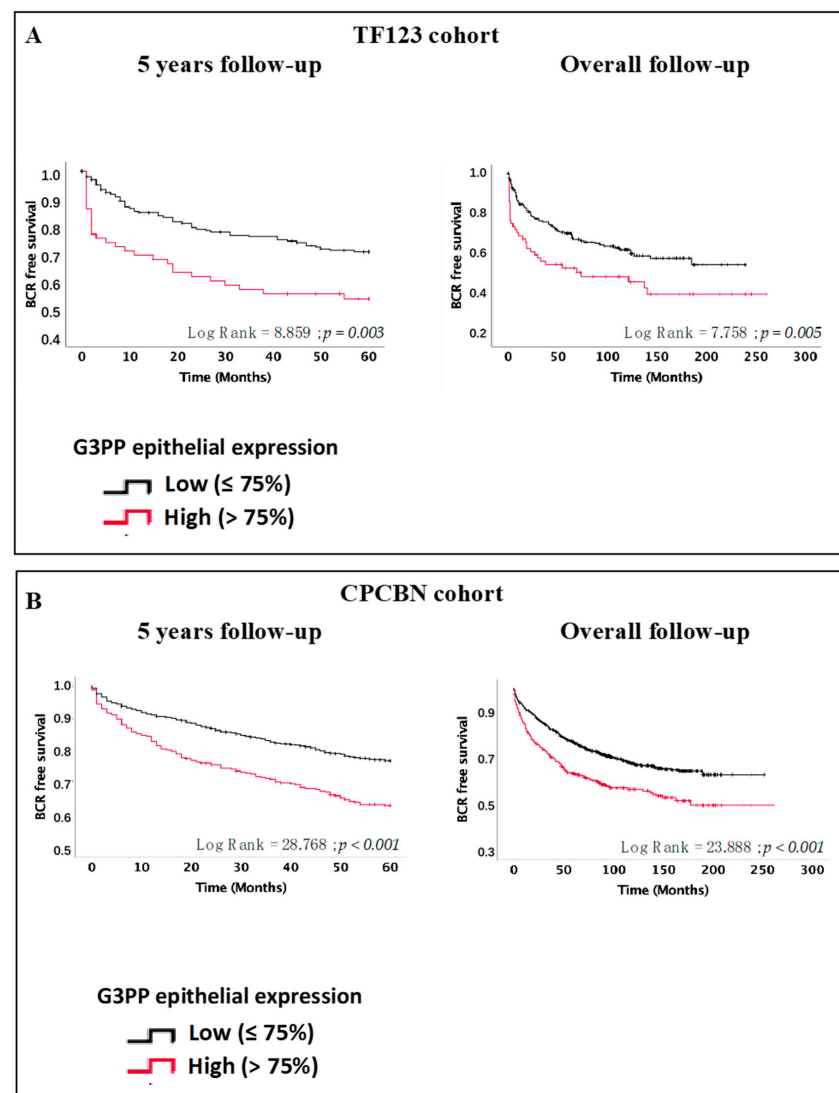 A
TF123 cohort
5 years follow-up
Overall follow-up
BCR free survival
1.0
0.9
0.8
0.7
0.6
0.5
0.4
Log Rank = 8.859 ; p = 0.003
0 10 20 30 40 50 60
Time (Months)
BCR free survival
1.0
0.8
0.6
0.4
0.2
Log Rank = 7.758 ; p = 0.005
0 50 100 150 200 250 300
Time (Months)
G3PP epithelial expression
Low (≤ 75%)
High (> 75%)
B
CPCBN cohort
5 years follow-up
Overall follow-up
BCR free survival
1.0
0.9
0.8
0.7
0.6
0.5
Log Rank = 28.768 ; p < 0.001
0 10 20 30 40 50 60
Time (Months)
BCR free survival
0.9
0.7
0.5
0.3
Log Rank = 23.888 ; p < 0.001
0 50 100 150 200 250 300
Time (Months)
G3PP epithelial expression
Low (≤ 75%)
High (> 75%)